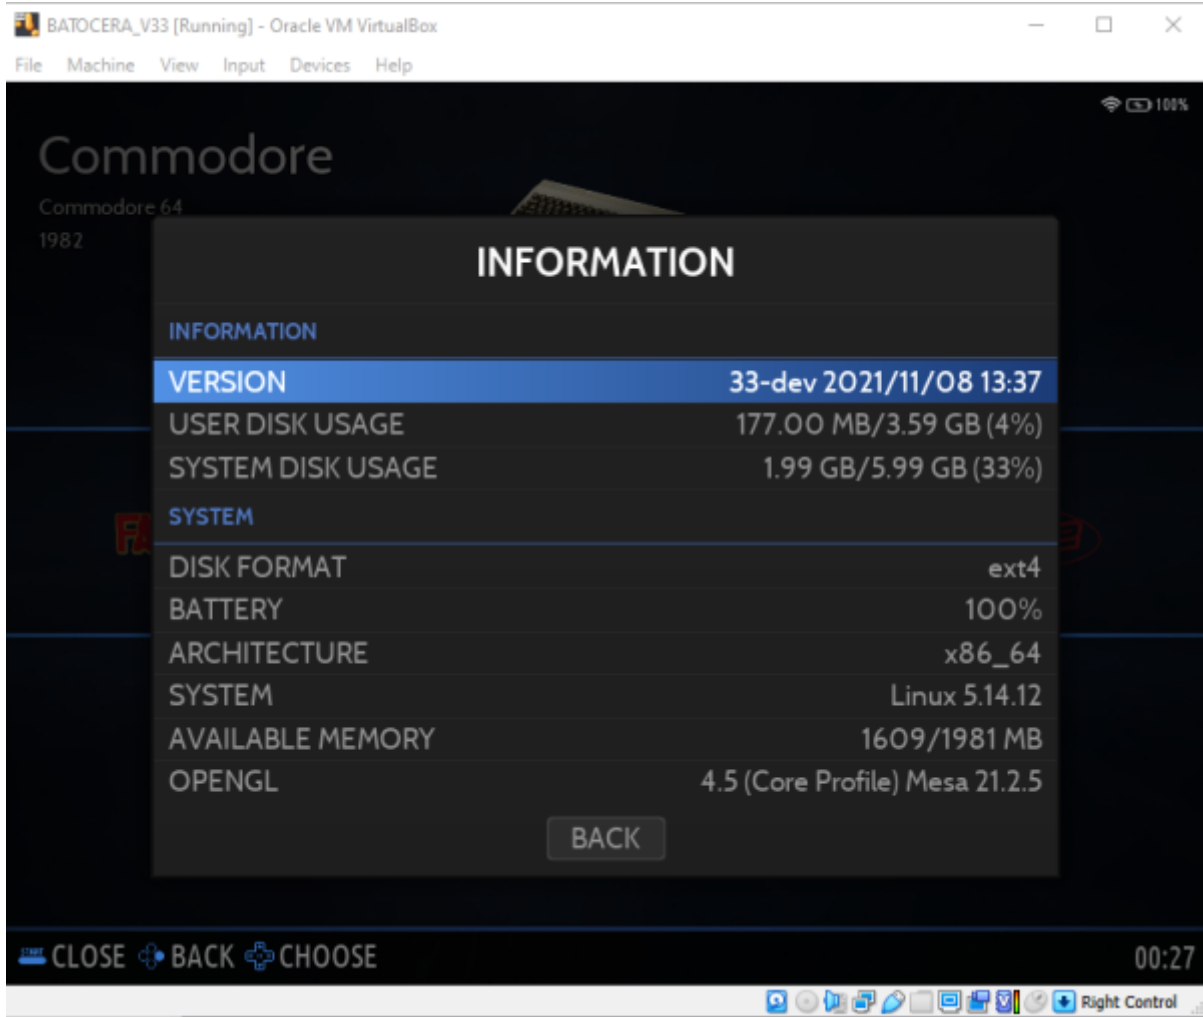 BATOCERA_V33 [Running] - Oracle VM VirtualBox
File Machine View Input Devices Help
100%
Commodore
Commodore 64
1982
INFORMATION
INFORMATION
VERSION 33-dev 2021/11/08 13:37
USER DISK USAGE 177.00 MB/3.59 GB (4%)
SYSTEM DISK USAGE 1.99 GB/5.99 GB (33%)
SYSTEM
DISK FORMAT ext4
BATTERY 100%
ARCHITECTURE x86_64
SYSTEM Linux 5.14.12
AVAILABLE MEMORY 1609/1981 MB
OPENGL 4.5 (Core Profile) Mesa 21.2.5
BACK
START CLOSE BACK CHOOSE 00:27
Right Control